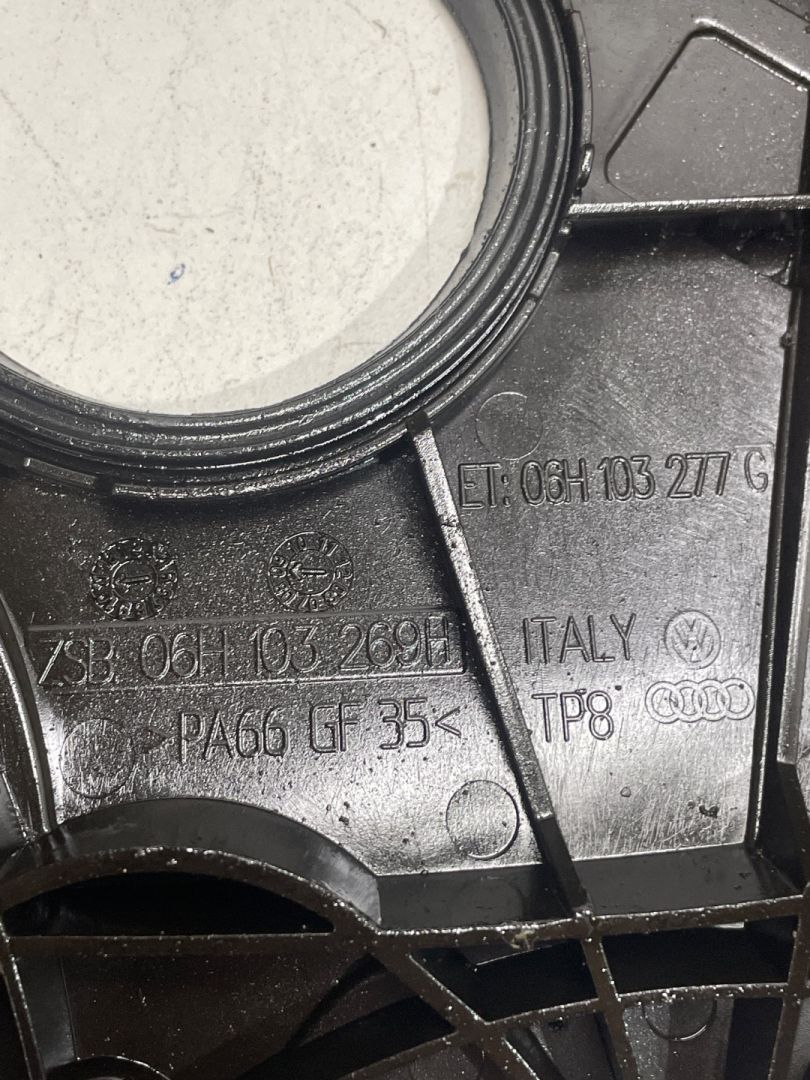 ET: 06H 103 277 G
ZSB 06H 103 269H
ITALY
>PA66 GF 35<
TP8